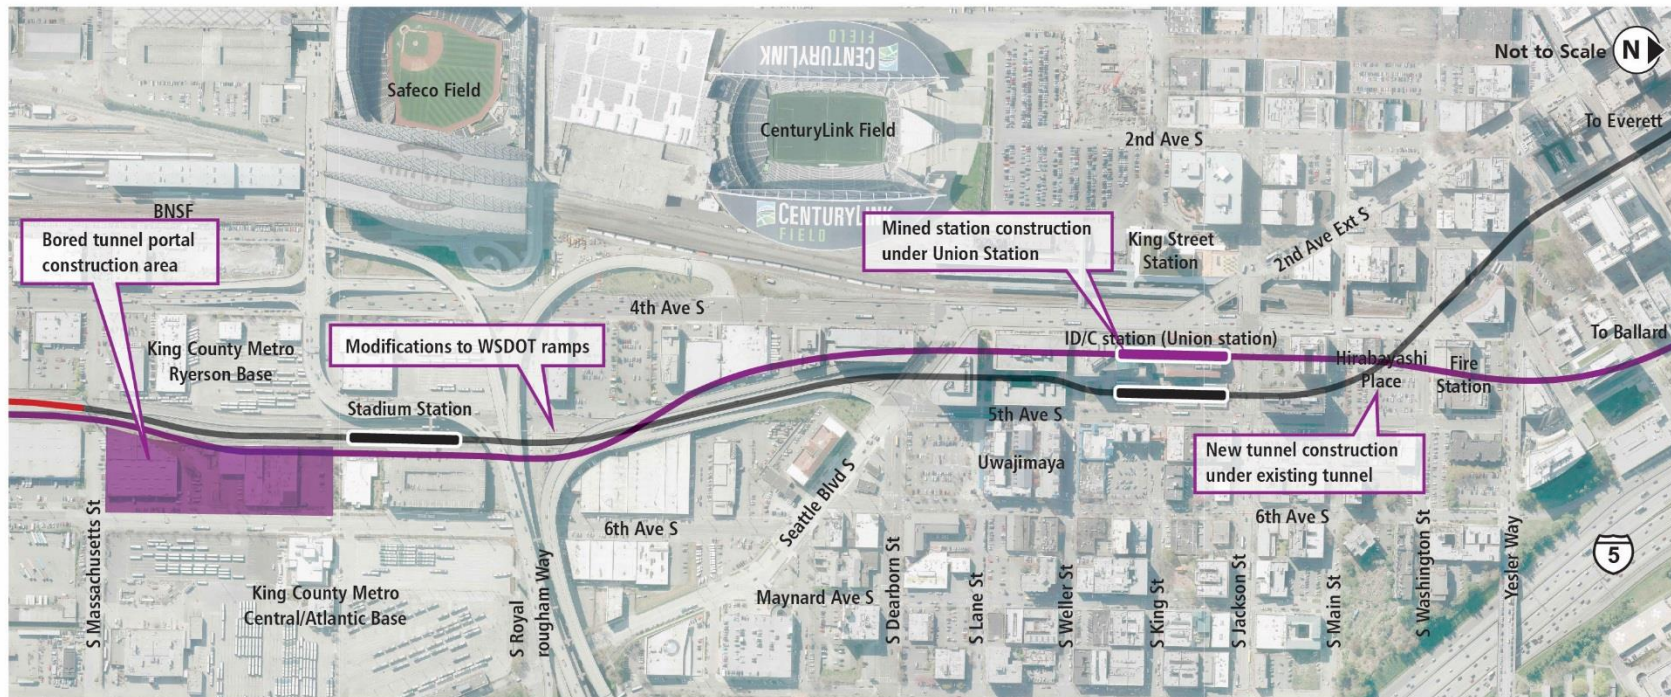 Not to Scale N
CENTURYLINK
FIELD
Safeco Field
CenturyLink Field
2nd Ave S
To Everett
BNSF
CENTURYLINK
FIELD
Bored tunnel portal
construction area
Mined station construction
under Union Station
King Street
Station
2nd Ave Ext S
4th Ave S
King County Metro
Ryerson Base
Modifications to WSDOT ramps
ID/C station (Union station)
To Ballard
Hirabayashi
Place
Fire
Station
Stadium Station
5th Ave S
New tunnel construction
under existing tunnel
Uwajimaya
6th Ave S
6th Ave S
Seattle Blvd S
S Massachusetts St
King County Metro
Central/Atlantic Base
S Royal
rougham Way
Maynard Ave S
S Dearborn St
S Lane St
S Weller St
S King St
S Jackson St
S Main St
S Washington St
Yesler Way
5